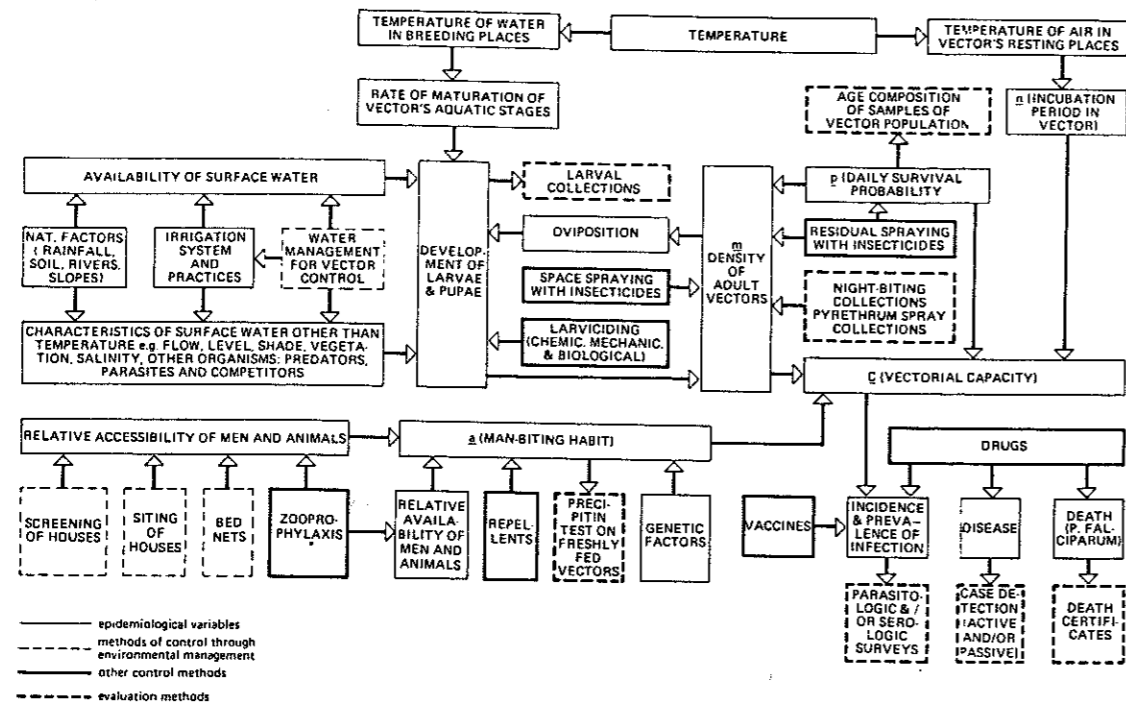 TEMPERATURE OF WATER
IN BREEDING PLACES
TEMPERATURE
TEMPERATURE OF AIR IN
VECTOR'S RESTING PLACES
RATE OF MATURATION OF
VECTOR'S AQUATIC STAGES
AGE COMPOSITION
OF SAMPLES OF
VECTOR POPULATION
n (INCUBATION
PERIOD IN
VECTOR)
AVAILABILITY OF SURFACE WATER
LARVAL
COLLECTIONS
p (DAILY SURVIVAL
PROBABILITY)
NAT. FACTORS
(RAINFALL,
SOIL, RIVERS,
SLOPES)
IRRIGATION
SYSTEM
AND
PRACTICES
WATER
MANAGEMENT
FOR VECTOR
CONTROL
DEVELOP-
MENT OF
LARVAE
& PUPAE
OVIPOSITION
m
DENSITY
OF
ADULT
VECTORS
RESIDUAL SPRAYING
WITH INSECTICIDES
SPACE SPRAYING
WITH INSECTICIDES
NIGHT-BITING
COLLECTIONS
PYRETHRUM SPRAY
COLLECTIONS
CHARACTERISTICS OF SURFACE WATER OTHER THAN
TEMPERATURE e.g. FLOW, LEVEL, SHADE, VEGETA-
TION, SALINITY, OTHER ORGANISMS: PREDATORS,
PARASITES AND COMPETITORS
LARVICIDING
(CHEMIC. MECHANIC.
& BIOLOGICAL)
C (VECTORIAL CAPACITY)
RELATIVE ACCESSIBILITY OF MEN AND ANIMALS
a (MAN-BITING HABIT)
DRUGS
SCREENING
OF HOUSES
SITING
OF
HOUSES
BED
NETS
ZOOPRO-
PHYLAXIS
RELATIVE
AVAILA-
BILITY OF
MEN AND
ANIMALS
REPEL-
LENTS
PRECI-
PITIN
TEST ON
FRESHLY
FED
VECTORS
GENETIC
FACTORS
VACCINES
INCIDENCE
& PREVA-
LENCE OF
INFECTION
DISEASE
DEATH
(P. FAL-
CIPARUM)
PARASITO-
LOGIC & /
OR SERO-
LOGIC
SURVEYS
CASE DE-
TECTION
(ACTIVE
AND/OR
PASSIVE)
DEATH
CERTIFI-
CATES
epidemiological variables
methods of control through
environmental management
other control methods
evaluation methods